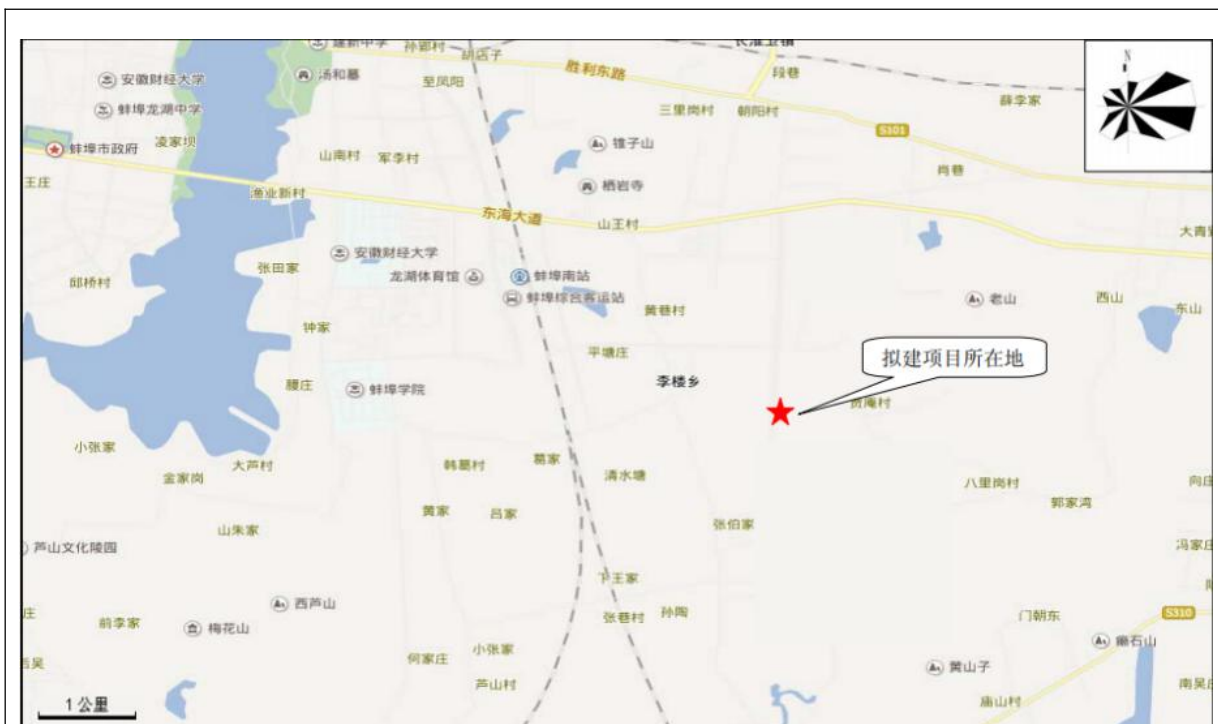 建新中学
孙郢村
胡店子
长淮卫镇
安徽财经大学
汤和墓
至凤阳
胜利东路
段巷
N
蚌埠龙湖中学
三里岗村
朝阳村
薛李家
S101
蚌埠市政府
凌家坝
山南村
军李村
锥子山
王庄
渔业新村
栖岩寺
肖巷
东海大道
山王村
安徽财经大学
张田家
龙湖体育馆
蚌埠南站
邱桥村
蚌埠综合客运站
黄巷村
老山
西山
东山
钟家
平塘庄
拟建项目所在地
李楼乡
腰庄
蚌埠学院
贾庵村
小张家
大芦村
金家岗
韩墓村
葛家
清水塘
八里岗村
向庄
郭家湾
黄家
吕家
张伯家
山朱家
芦山文化陵园
冯家庄
下王家
西芦山
前李家
梅花山
张巷村
孙陶
门朝东
S310
癞石山
何家庄
小张家
黄山子
芦山村
南吴庄
庙山村
1 公里